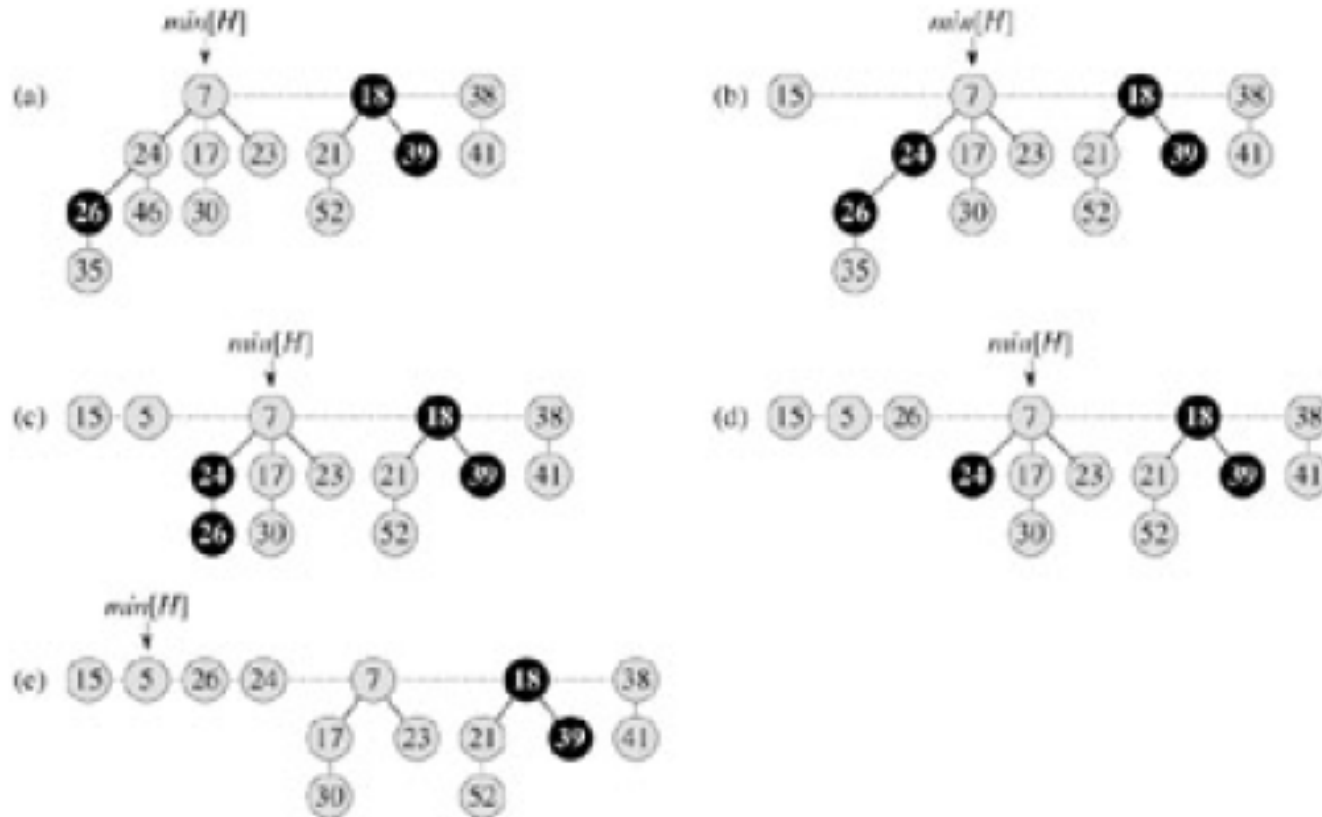 min[H] min[H]
(a) 7 18 38 (b) 15 7 18 38
24 17 23 21 39 41 24 17 23 21 39 41
26 46 30 52 26 30 52
35 35
min[H] min[H]
(c) 15 5 7 18 38 (d) 15 5 26 7 18 38
24 17 23 21 39 41 24 17 23 21 39 41
26 30 52 30 52
min[H]
(e) 15 5 26 24 7 18 38
17 23 21 39 41
30 52